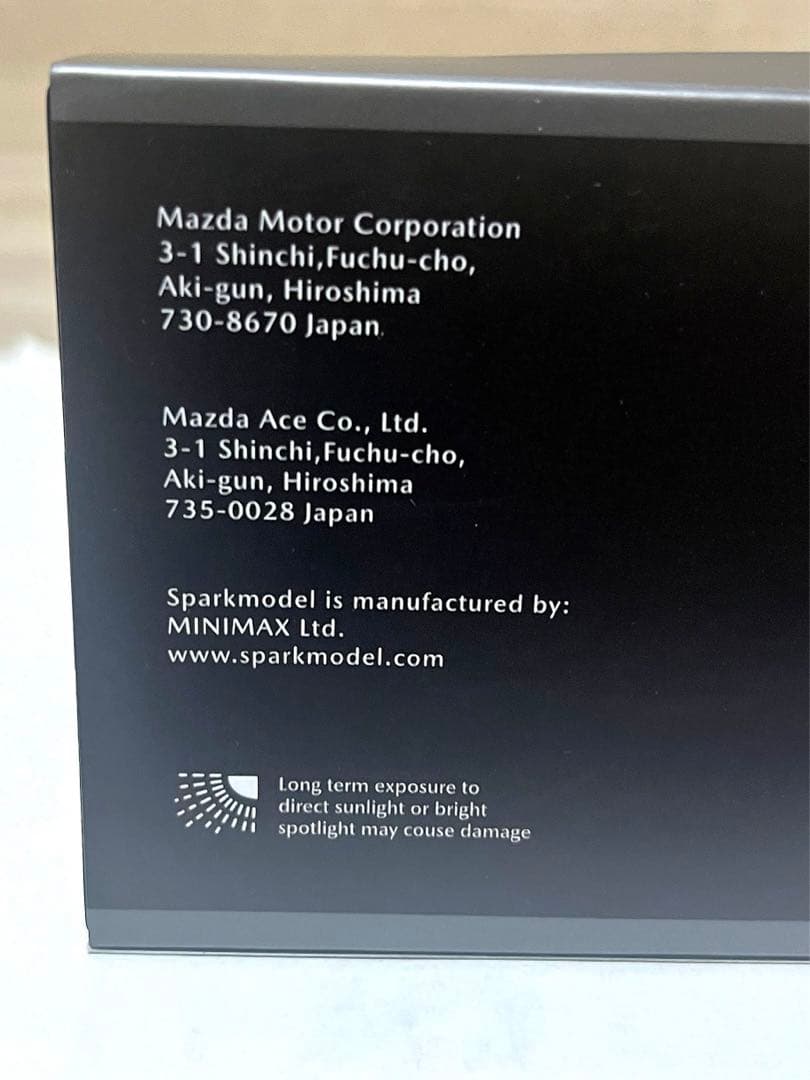 Mazda Motor Corporation
3-1 Shinchi,Fuchu-cho,
Aki-gun, Hiroshima
730-8670 Japan
Mazda Ace Co., Ltd.
3-1 Shinchi,Fuchu-cho,
Aki-gun, Hiroshima
735-0028 Japan
Sparkmodel is manufactured by:
MINIMAX Ltd.
www.sparkmodel.com
Long term exposure to
direct sunlight or bright
spotlight may couse damage